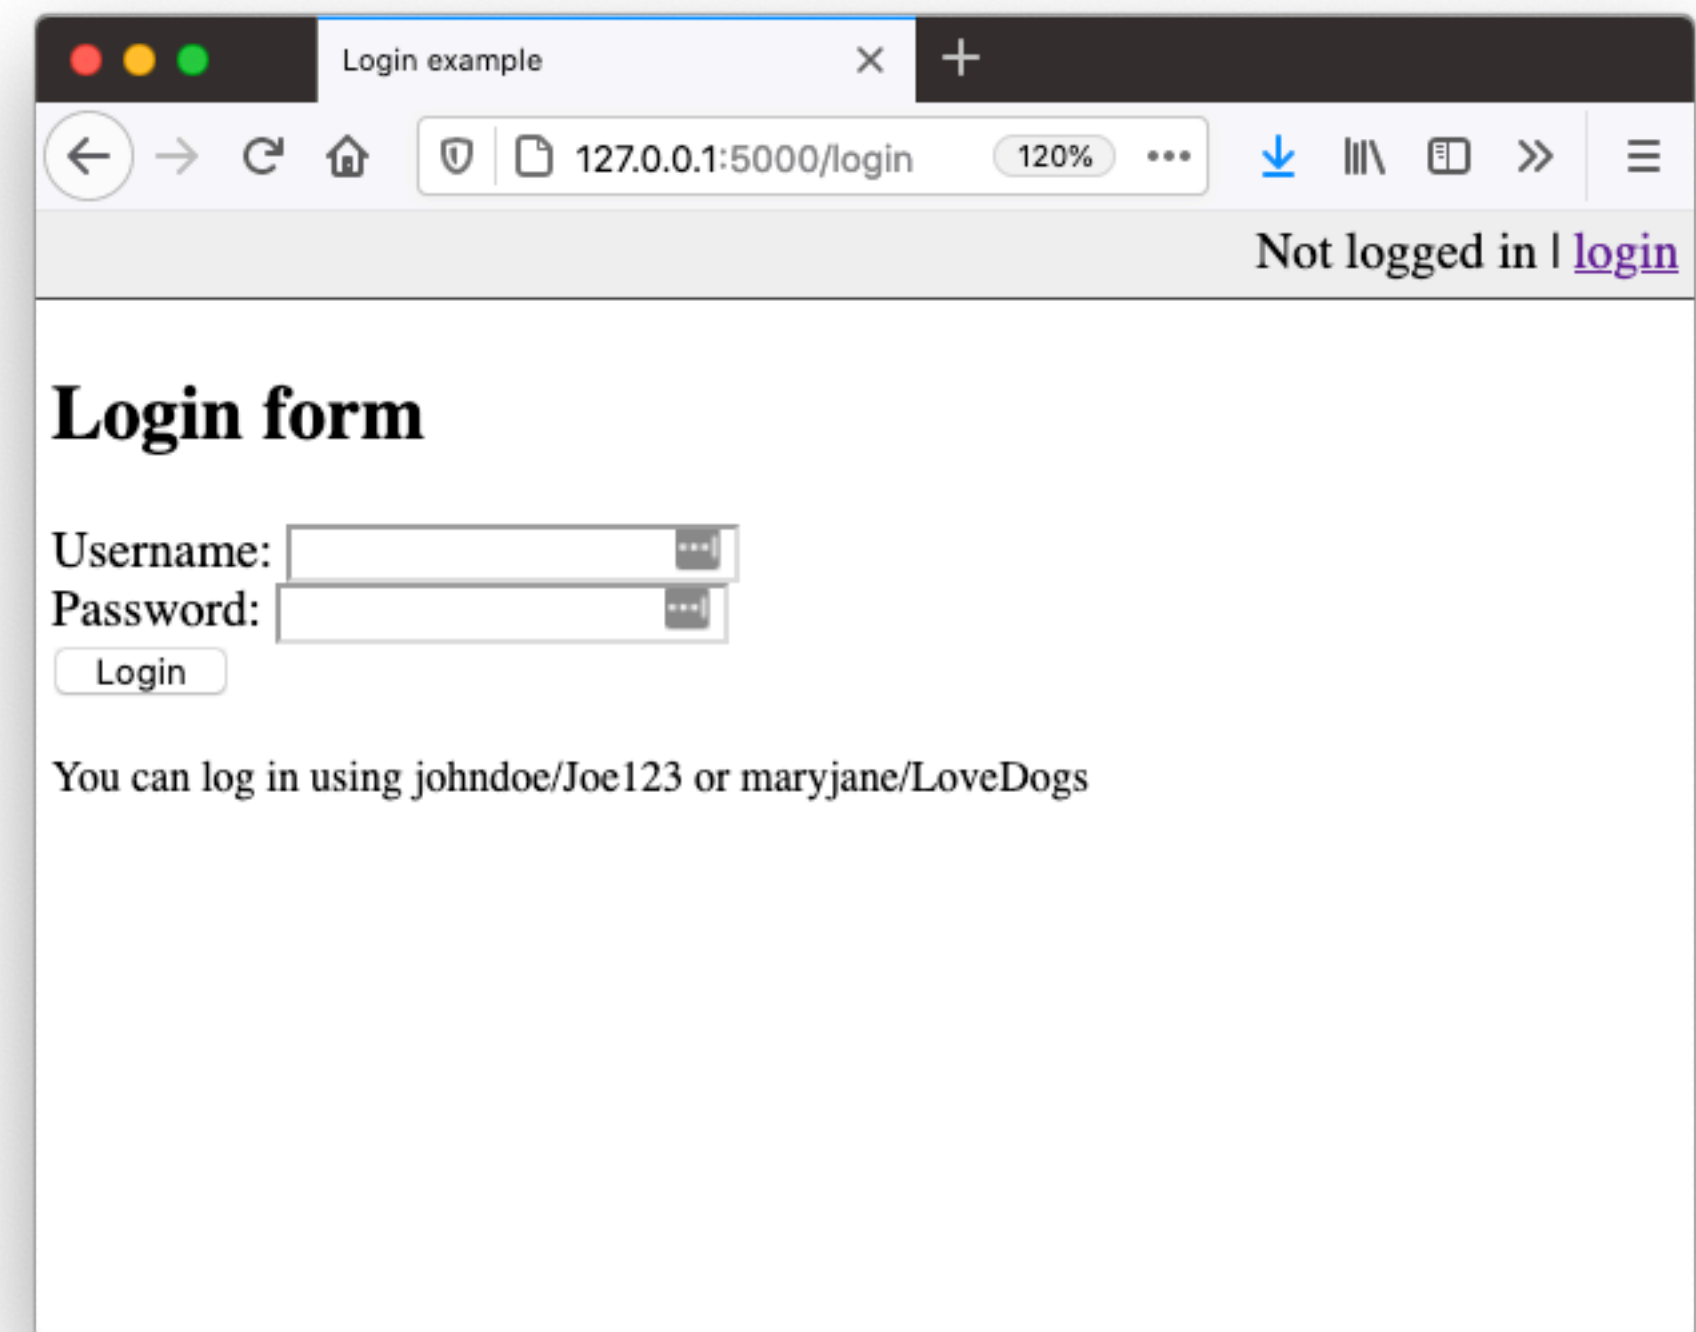 Login example
127.0.0.1:5000/login 120%
Not logged in | login
Login form
Username:
Password:
Login
You can log in using johndoe/Joe123 or maryjane/LoveDogs